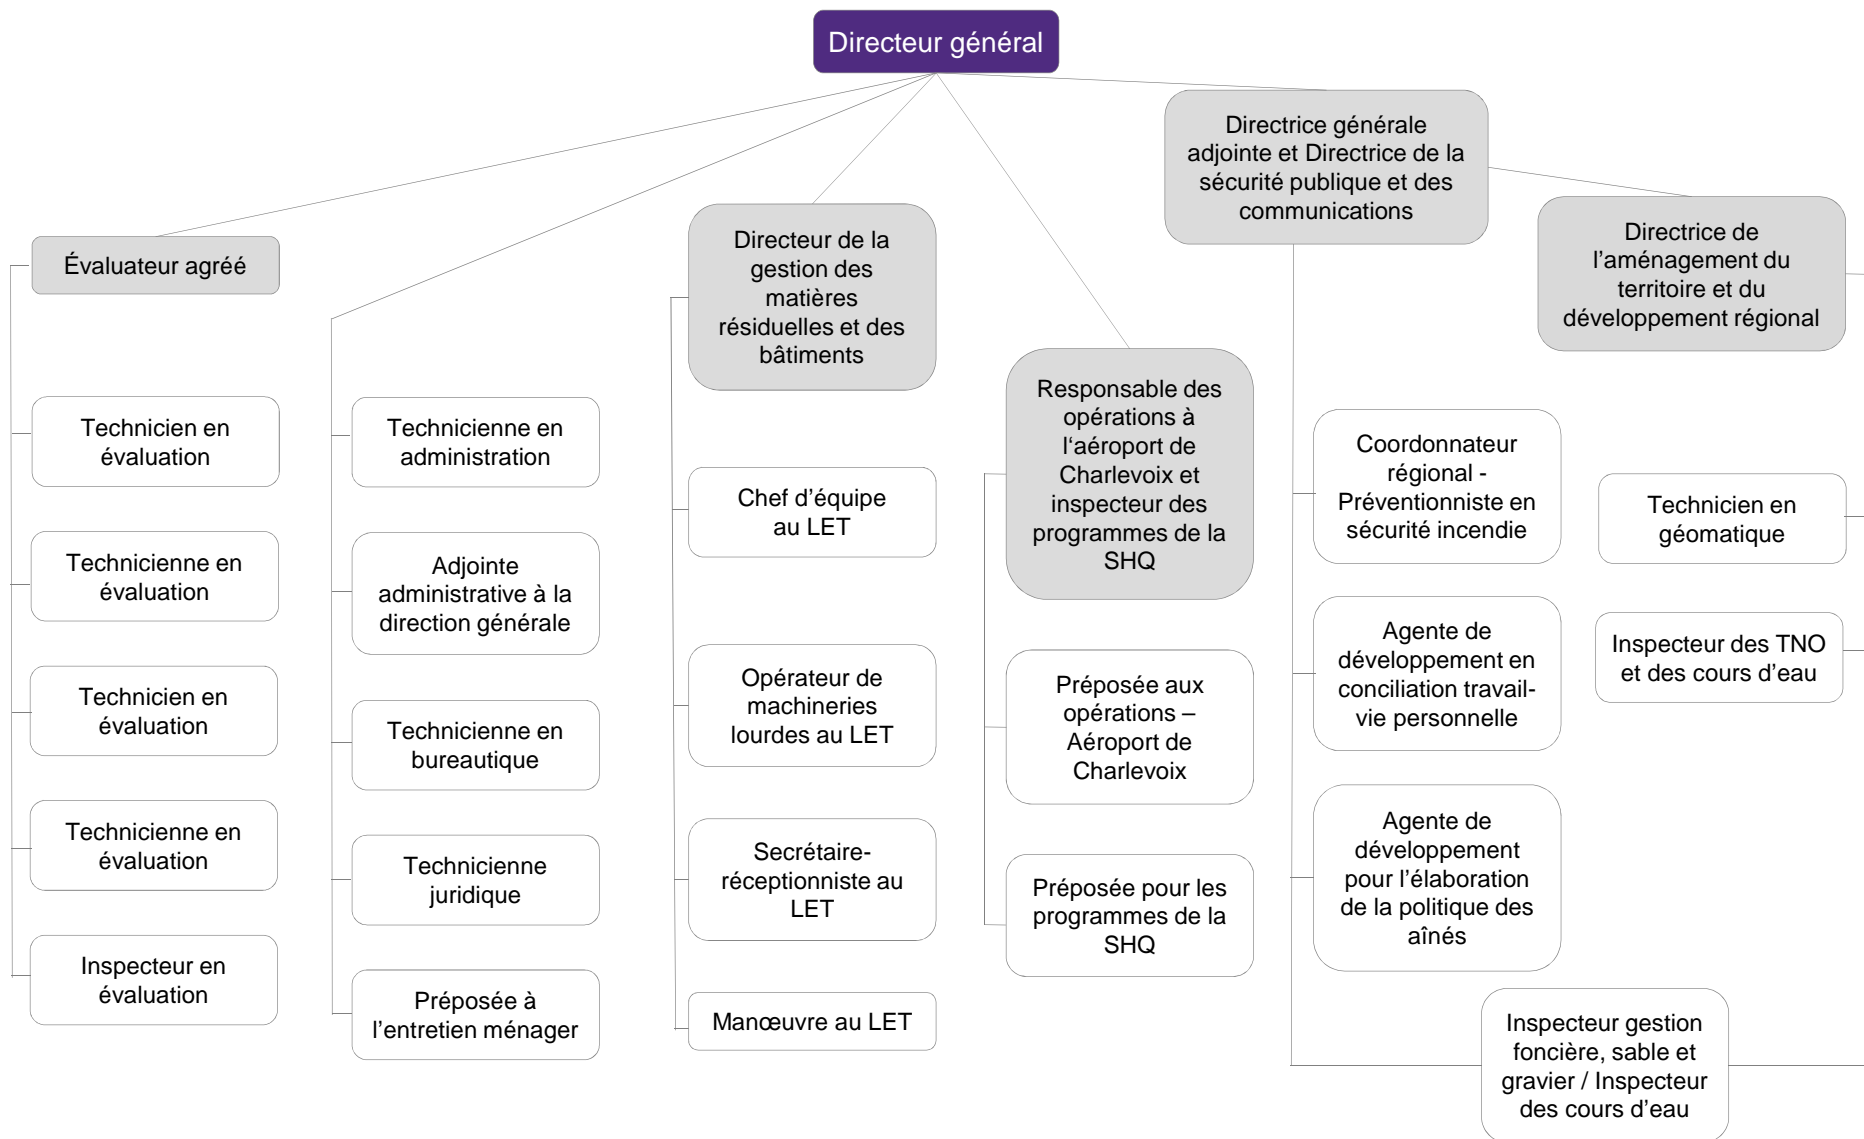 Directeur général
Directrice générale
adjointe et Directrice de la
sécurité publique et des
communications
Directrice de
l’aménagement du
territoire et du
développement régional
Évaluateur agréé
Technicien en
évaluation
Technicienne en
évaluation
Technicien en
évaluation
Technicienne en
évaluation
Inspecteur en
évaluation
Technicienne en
administration
Adjointe
administrative à la
direction générale
Technicienne en
bureautique
Technicienne
juridique
Préposée à
l’entretien ménager
Directeur de la
gestion des
matières
résiduelles et des
bâtiments
Chef d’équipe
au LET
Opérateur de
machineries
lourdes au LET
Secrétaire-
réceptionniste au
LET
Manœuvre au LET
Responsable des
opérations à
l‘aéroport de
Charlevoix et
inspecteur des
programmes de la
SHQ
Préposée aux
opérations –
Aéroport de
Charlevoix
Préposée pour les
programmes de la
SHQ
Coordonnateur
régional -
Préventionniste en
sécurité incendie
Agente de
développement en
conciliation travail-
vie personnelle
Agente de
développement
pour l’élaboration
de la politique des
aînés
Inspecteur gestion
foncière, sable et
gravier / Inspecteur
des cours d’eau
Technicien en
géomatique
Inspecteur des TNO
et des cours d’eau